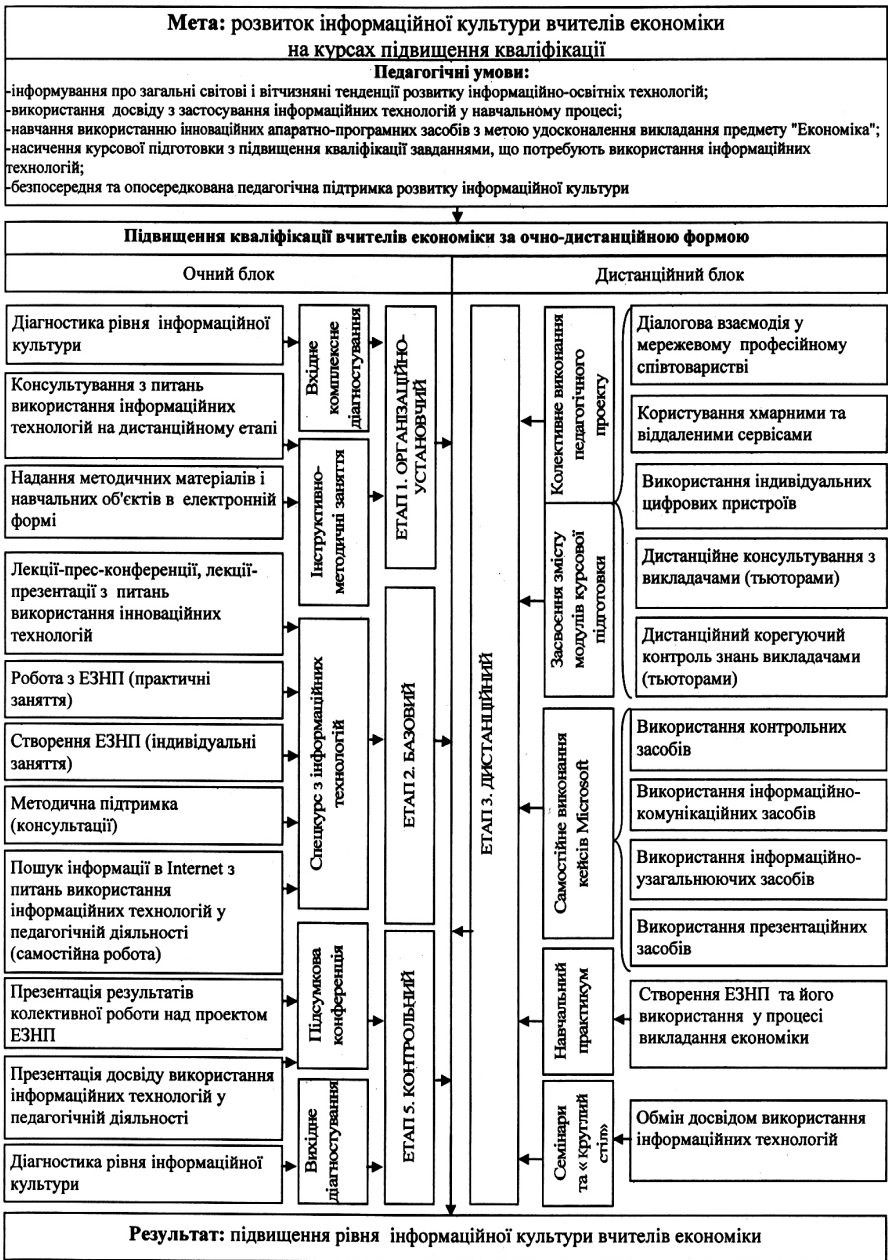 Мета: розвиток інформаційної культури вчителів економіки
на курсах підвищення кваліфікації
Педагогічні умови:
-інформування про загальні світові і вітчизняні тенденції розвитку інформаційно-освітніх технологій;
-використання досвіду з застосування інформаційних технологій у навчальному процесі;
-навчання використанню інноваційних апаратно-програмних засобів з метою удосконалення викладання предмету "Економіка";
-насичення курсової підготовки з підвищення кваліфікації завданнями, що потребують використання інформаційних
технологій;
-безпосередня та опосередкована педагогічна підтримка розвитку інформаційної культури
Підвищення кваліфікації вчителів економіки за очно-дистанційною формою
Очний блок
Дистанційний блок
Діагностика рівня інформаційної
культури
Консультування з питань
використання інформаційних
технологій на дистанційному етапі
Надання методичних матеріалів і
навчальних об'єктів в електронній
формі
Лекції-прес-конференції, лекції-
презентації з питань
використання інноваційних
технологій
Робота з ЕЗНП (практичні
заняття)
Створення ЕЗНП (індивідуальні
заняття)
Методична підтримка
(консультації)
Пошук інформації в Internet з
питань використання
інформаційних технологій у
педагогічній діяльності
(самостійна робота)
Презентація результатів
колективної роботи над проектом
ЕЗНП
Презентація досвіду використання
інформаційних технологій у
педагогічній діяльності
Діагностика рівня інформаційної
культури
Вхідне
комплексне
діагностування
Інструктивно-
методичні заняття
Спецкурс з інформаційних
технологій
Підсумкова
конференція
Вихідне
діагностування
ЕТАП 1. ОРГАНІЗАЦІЙНО-
УСТАНОВЧИЙ
ЕТАП 2. БАЗОВИЙ
ЕТАП 5. КОНТРОЛЬНИЙ
ЕТАП 3. ДИСТАНЦІЙНИЙ
Колективне виконання
педагогічного
проекту
Засвоєння змісту
модулів курсової
підготовки
Самостійне виконання
кейсів Microsoft
Навчальний
практикум
Семінари
та «круглий
стіл»
Діалогова взаємодія у
мережевому професійному
співтоваристві
Користування хмарними та
віддаленими сервісами
Використання індивідуальних
цифрових пристроїв
Дистанційне консультування з
викладачами (тьюторами)
Дистанційний корегуючий
контроль знань викладачами
(тьюторами)
Використання контрольних
засобів
Використання інформаційно-
комунікаційних засобів
Використання інформаційно-
узагальнюючих засобів
Використання презентаційних
засобів
Створення ЕЗНП та його
використання у процесі
викладання економіки
Обмін досвідом використання
інформаційних технологій
Результат: підвищення рівня інформаційної культури вчителів економіки